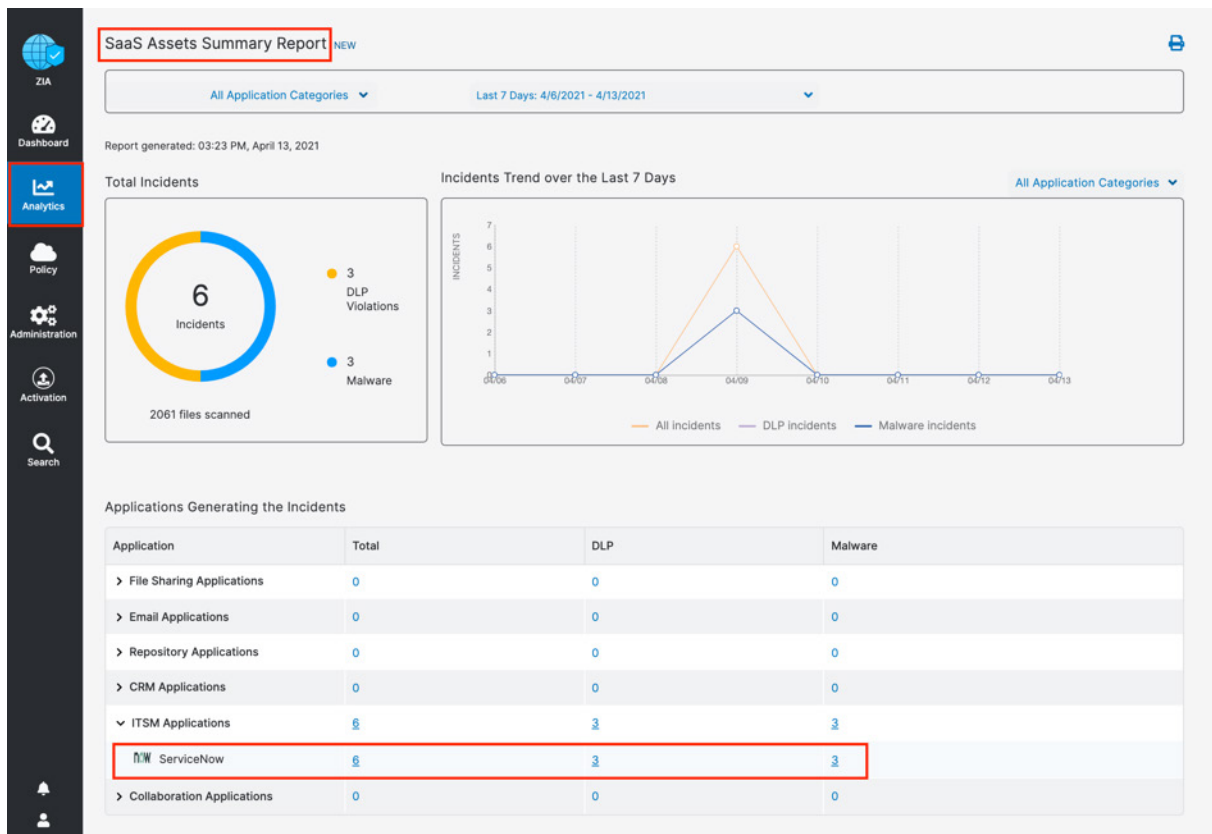 SaaS Assets Summary Report NEW
ZIA
All Application Categories
Last 7 Days: 4/6/2021 - 4/13/2021
Dashboard
Report generated: 03:23 PM, April 13, 2021
Analytics
Total Incidents
Incidents Trend over the Last 7 Days
All Application Categories
Policy
Administration
Activation
Search
6
Incidents
3
DLP
Violations
3
Malware
2061 files scanned
INCIDENTS
7
6
5
4
3
2
1
04/06 04/07 04/08 04/09 04/10 04/11 04/12 04/13
All incidents DLP incidents Malware incidents
Applications Generating the Incidents
Application Total DLP Malware
File Sharing Applications 0 0 0
Email Applications 0 0 0
Repository Applications 0 0 0
CRM Applications 0 0 0
ITSM Applications 6 3 3
now ServiceNow 6 3 3
Collaboration Applications 0 0 0